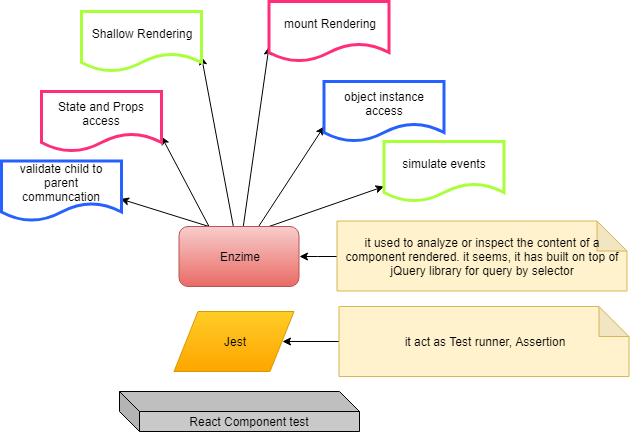 mount Rendering
Shallow Rendering
State and Props
access
object instance
access
validate child to
parent
communcation
simulate events
Enzime
it used to analyze or inspect the content of a
component rendered. it seems, it has built on top of
jQuery library for query by selector
Jest
it act as Test runner, Assertion
React Component test